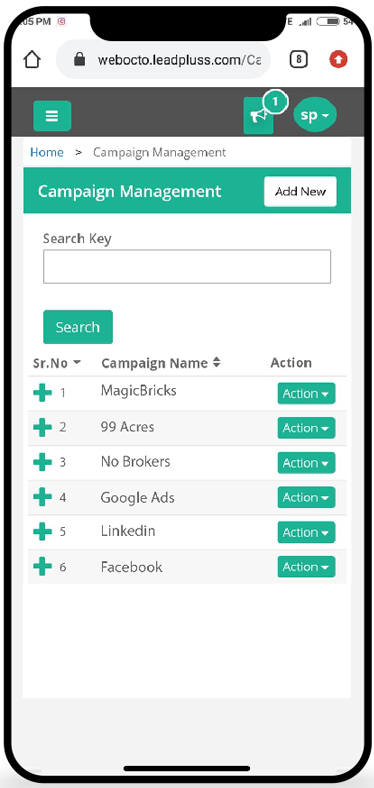 :05 PM
webocto.leadpluss.com/Ca
8
1
sp
Home > Campaign Management
Campaign Management
Add New
Search Key
Search
Sr.No Campaign Name Action
1 MagicBricks Action
2 99 Acres Action
3 No Brokers Action
4 Google Ads Action
5 Linkedin Action
6 Facebook Action